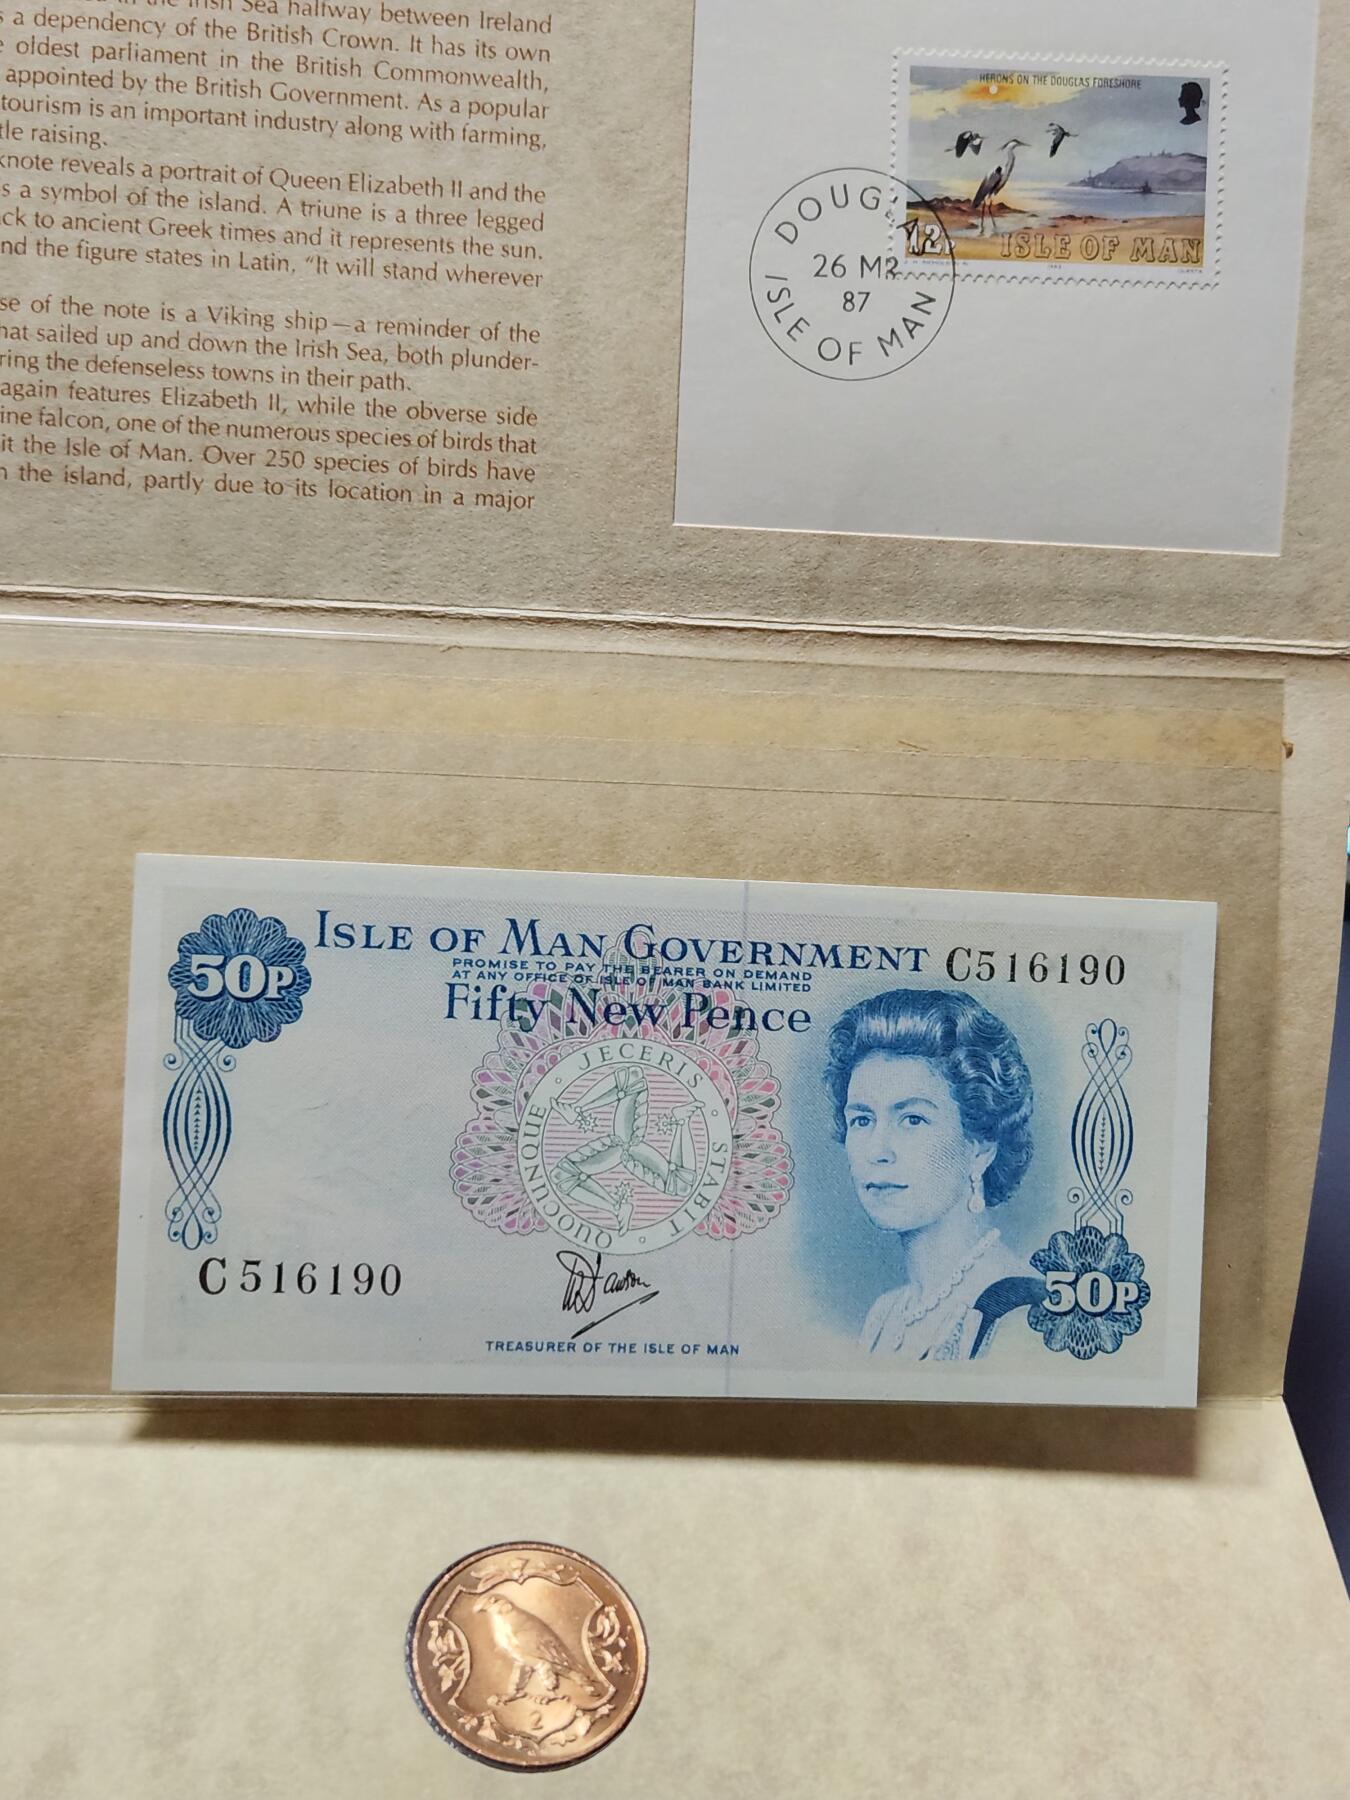 the Irish Sea halfway between Ireland
a dependency of the British Crown. It has its own
oldest parliament in the British Commonwealth,
appointed by the British Government. As a popular
tourism is an important industry along with farming,
tle raising.
knote reveals a portrait of Queen Elizabeth II and the
s a symbol of the island. A triune is a three legged
ck to ancient Greek times and it represents the sun.
nd the figure states in Latin, “It will stand wherever
se of the note is a Viking ship—a reminder of the
hat sailed up and down the Irish Sea, both plunder-
ring the defenseless towns in their path.
again features Elizabeth II, while the obverse side
ine falcon, one of the numerous species of birds that
it the Isle of Man. Over 250 species of birds have
n the island, partly due to its location in a major
HERONS ON THE DOUGLAS FORESHORE
12P ISLE OF MAN
DOUGLAS
26 MR
87
ISLE OF MAN
50P
ISLE OF MAN GOVERNMENT
C516190
PROMISE TO PAY THE BEARER ON DEMAND
AT ANY OFFICE OF ISLE OF MAN BANK LIMITED
Fifty New Pence
QUOCUNQUE · JECERIS · STABIT
C516190
50P
TREASURER OF THE ISLE OF MAN
2